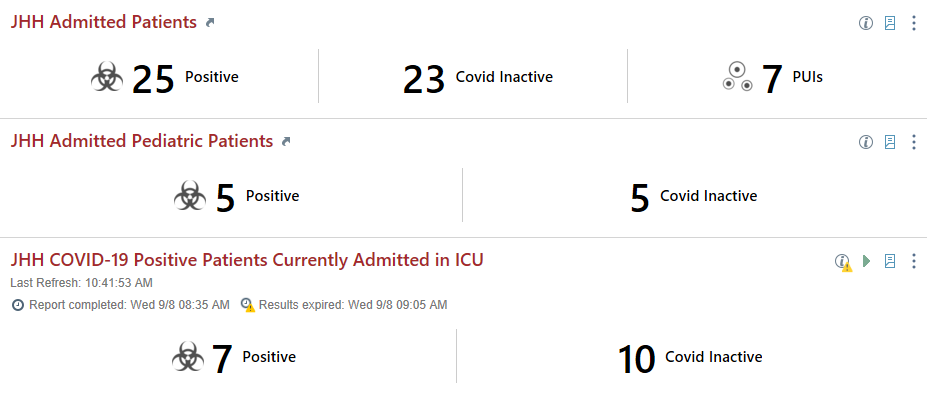 JHH Admitted Patients
25 Positive
23 Covid Inactive
7 PUIs
JHH Admitted Pediatric Patients
5 Positive
5 Covid Inactive
JHH COVID-19 Positive Patients Currently Admitted in ICU
Last Refresh: 10:41:53 AM
Report completed: Wed 9/8 08:35 AM Results expired: Wed 9/8 09:05 AM
7 Positive
10 Covid Inactive